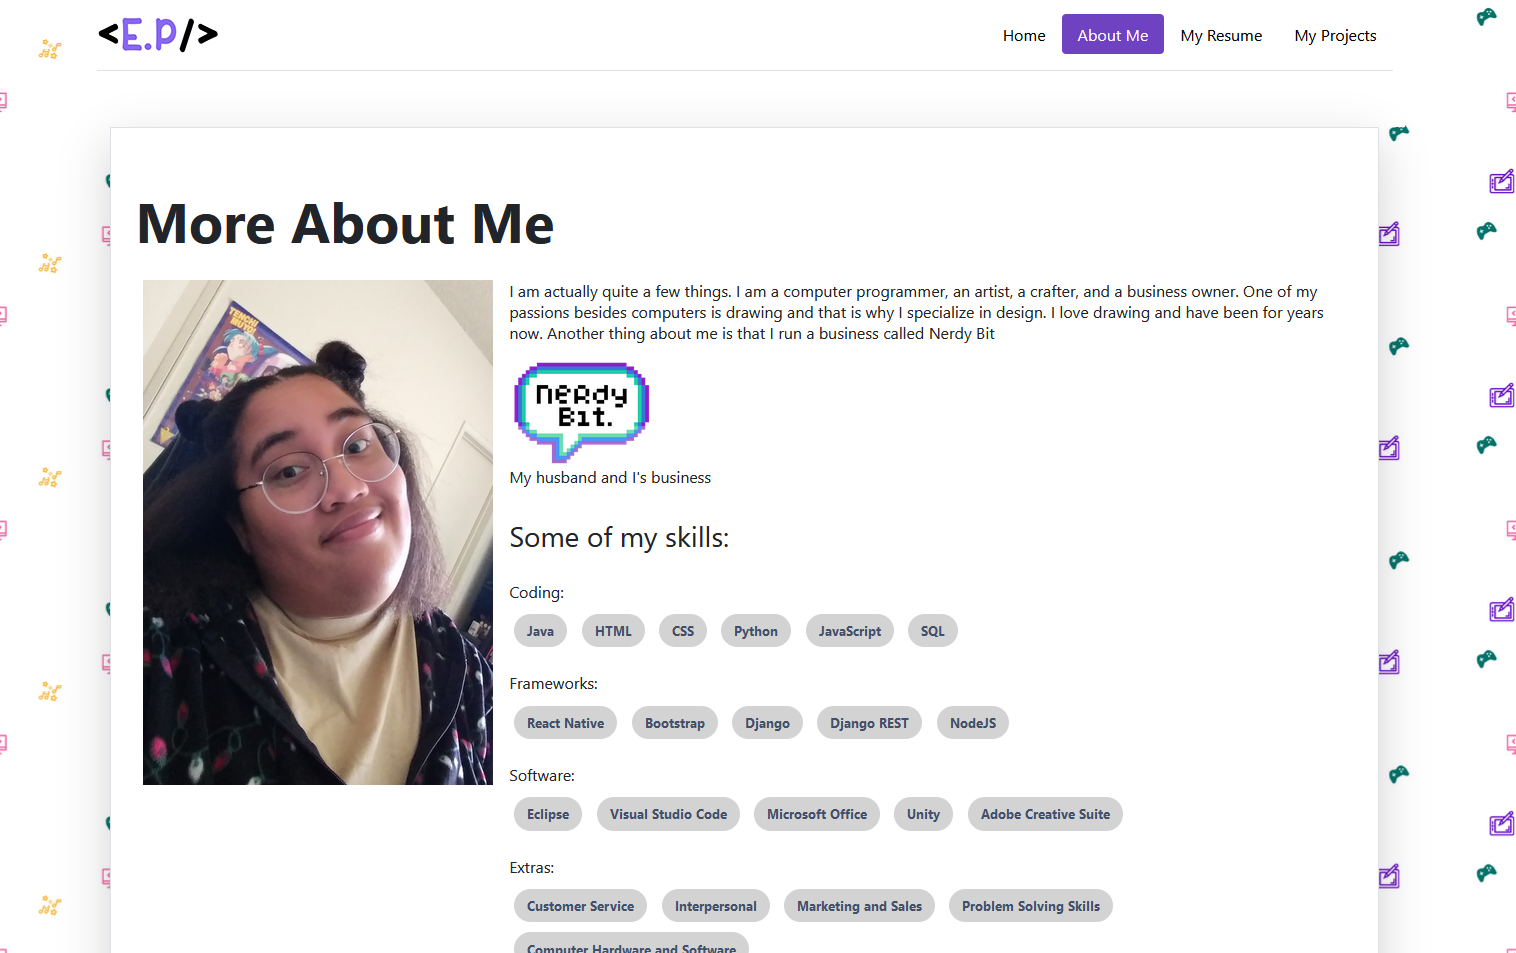 <E.P/>
Home
About Me
My Resume
My Projects
More About Me
TENCHI MUYO!
I am actually quite a few things. I am a computer programmer, an artist, a crafter, and a business owner. One of my
passions besides computers is drawing and that is why I specialize in design. I love drawing and have been for years
now. Another thing about me is that I run a business called Nerdy Bit
NERdy
B1t.
My husband and I's business
Some of my skills:
Coding:
Java
HTML
CSS
Python
JavaScript
SQL
Frameworks:
React Native
Bootstrap
Django
Django REST
NodeJS
Software:
Eclipse
Visual Studio Code
Microsoft Office
Unity
Adobe Creative Suite
Extras:
Customer Service
Interpersonal
Marketing and Sales
Problem Solving Skills
Computer Hardware and Software